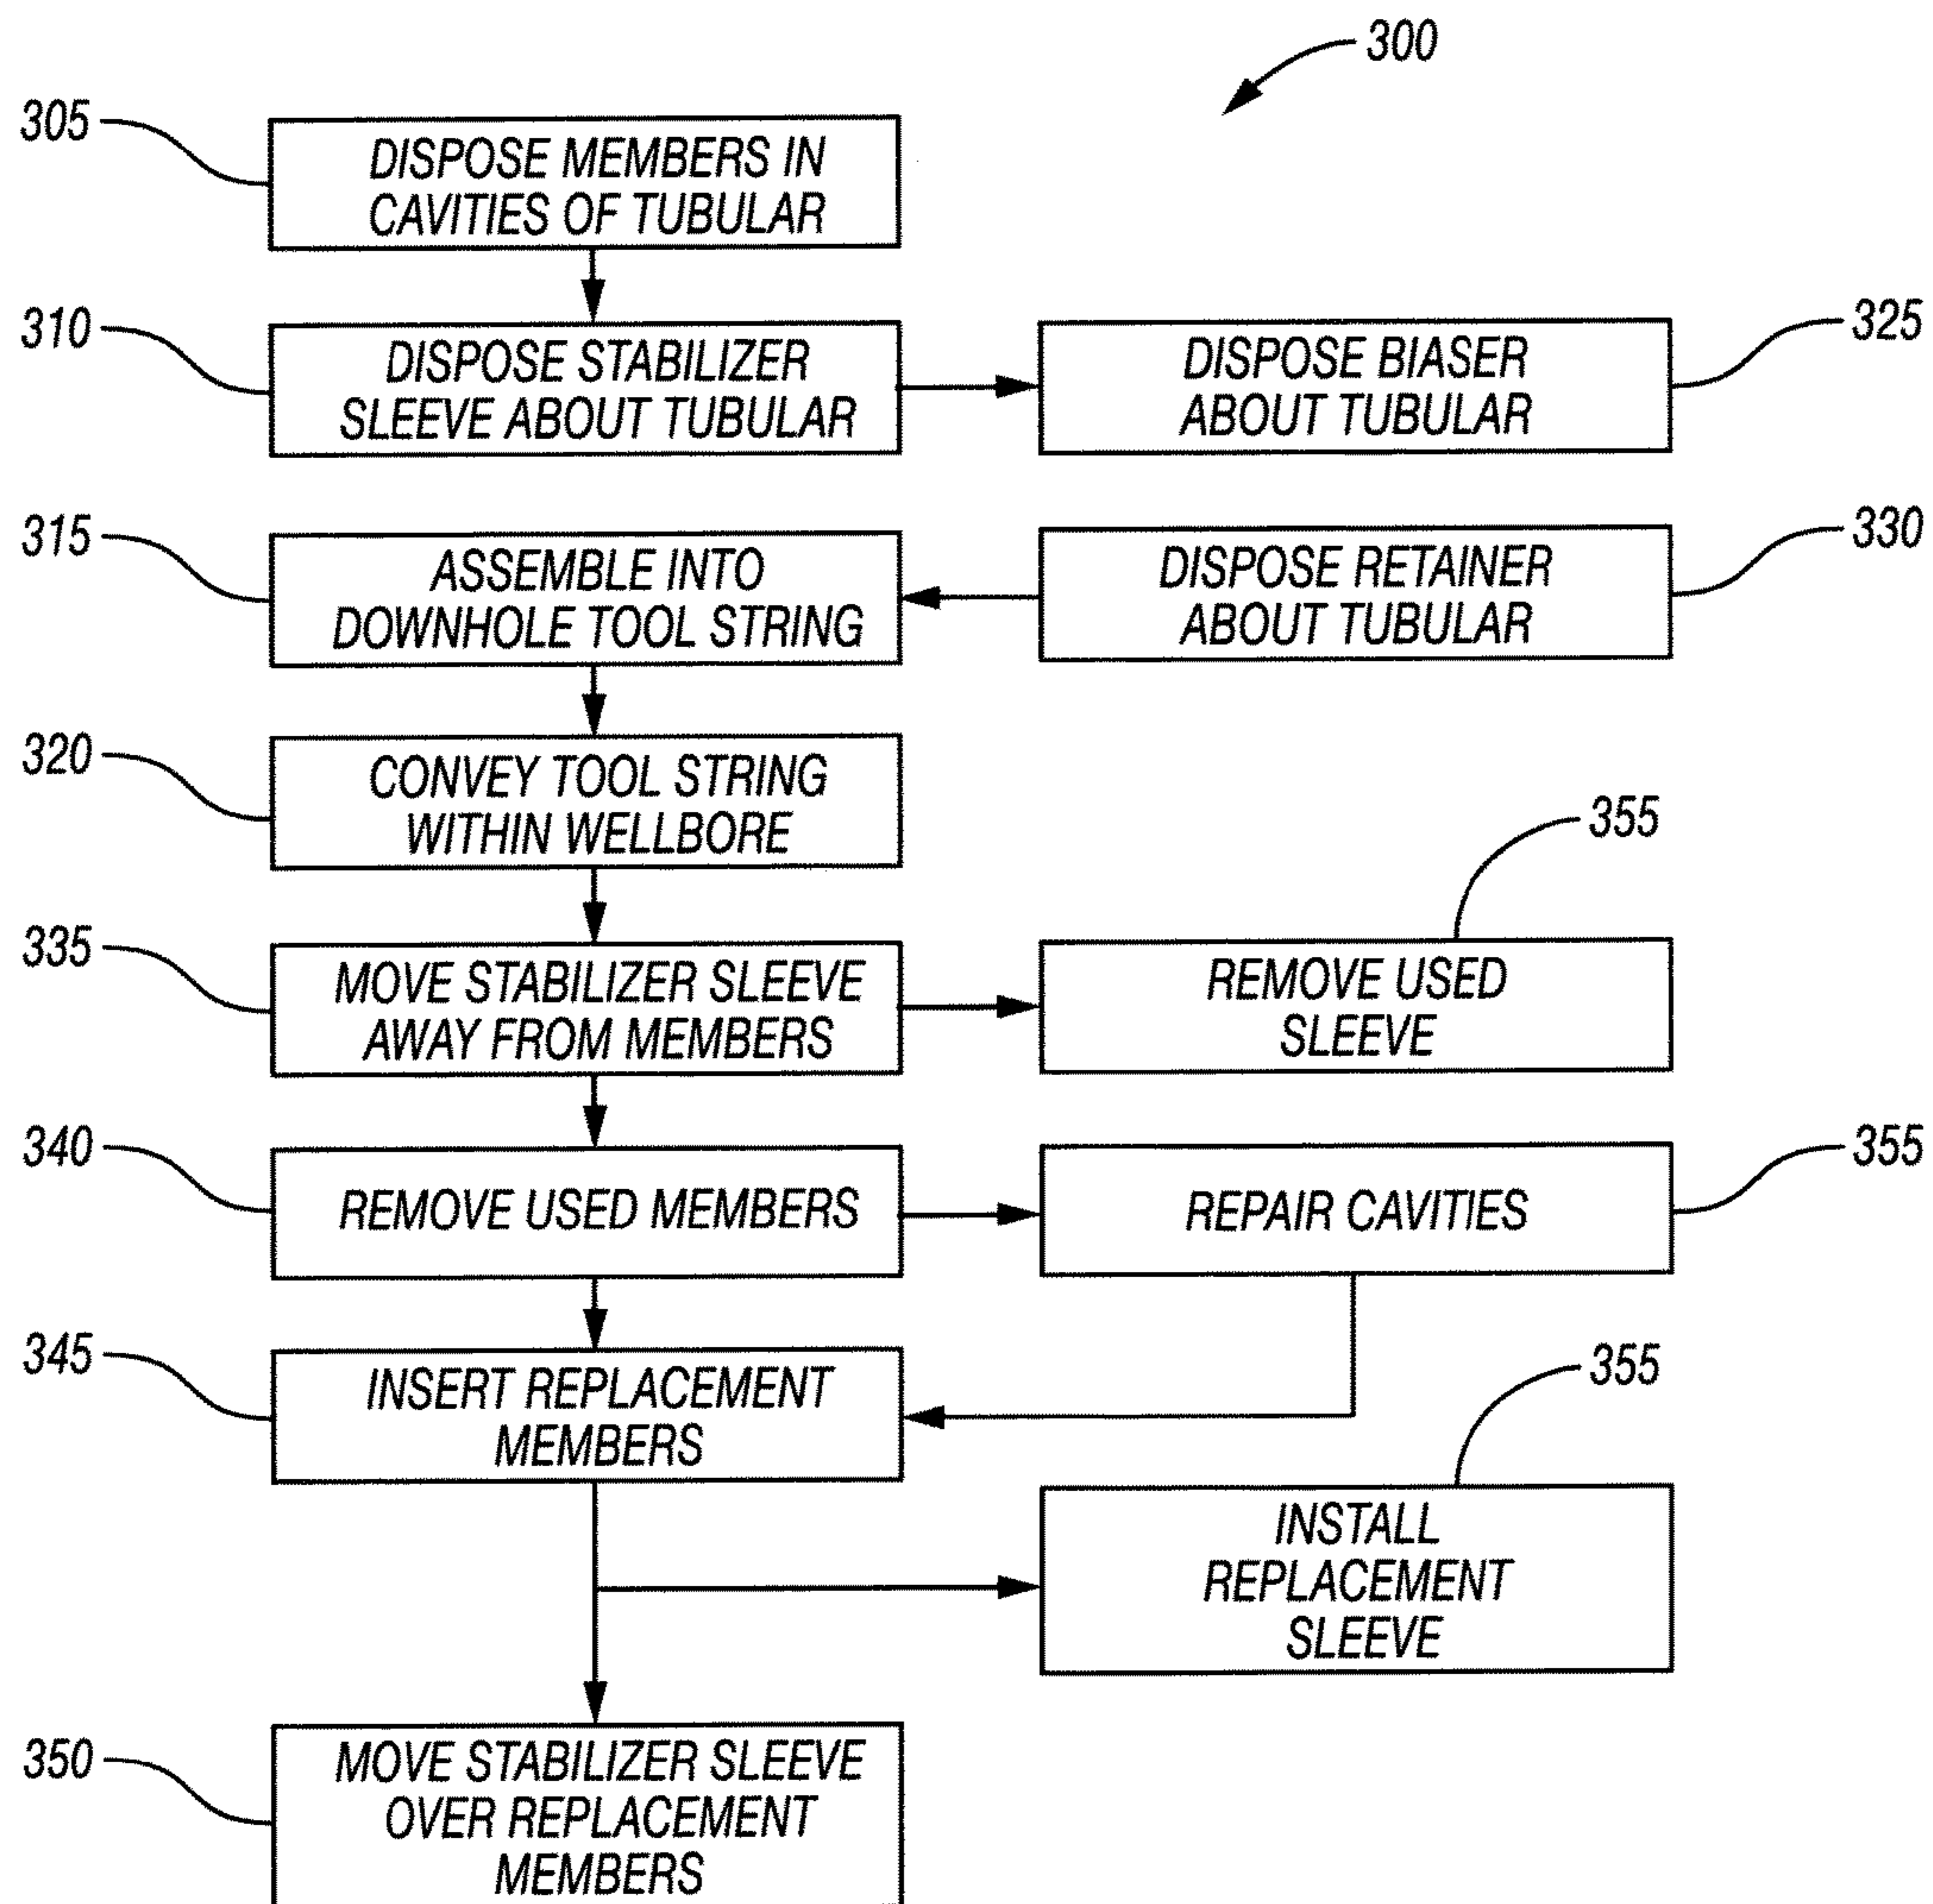 300
305
DISPOSE MEMBERS IN
CAVITIES OF TUBULAR
310
DISPOSE STABILIZER
SLEEVE ABOUT TUBULAR
DISPOSE BIASER
ABOUT TUBULAR
325
315
ASSEMBLE INTO
DOWNHOLE TOOL STRING
DISPOSE RETAINER
ABOUT TUBULAR
330
320
CONVEY TOOL STRING
WITHIN WELLBORE
355
335
MOVE STABILIZER SLEEVE
AWAY FROM MEMBERS
REMOVE USED
SLEEVE
340
REMOVE USED MEMBERS
REPAIR CAVITIES
355
345
INSERT REPLACEMENT
MEMBERS
355
INSTALL
REPLACEMENT
SLEEVE
350
MOVE STABILIZER SLEEVE
OVER REPLACEMENT
MEMBERS